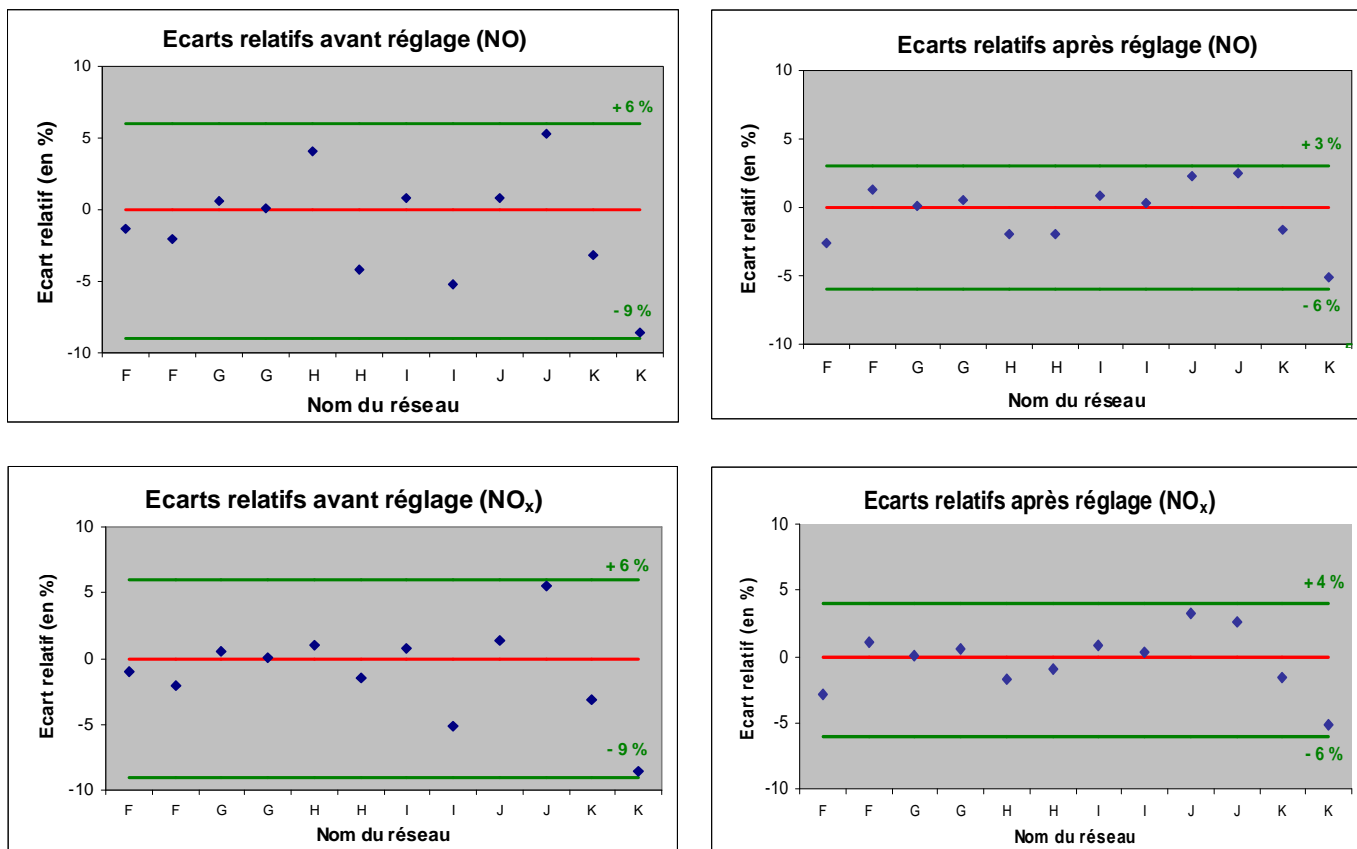 Ecarts relatifs avant réglage (NO)
10
5
0
-5
-10
Ecart relatif (en %)
+ 6 %
- 9 %
F F G G H H I I J J K K
Nom du réseau
Ecarts relatifs après réglage (NO)
10
5
0
-5
-10
Ecart relatif (en %)
+ 3 %
- 6 %
F F G G H H I I J J K K
Nom du réseau
Ecarts relatifs avant réglage (NOx)
10
5
0
-5
-10
Ecart relatif (en %)
+ 6 %
- 9 %
F F G G H H I I J J K K
Nom du réseau
Ecarts relatifs après réglage (NOx)
10
5
0
-5
-10
Ecart relatif (en %)
+ 4 %
- 6 %
F F G G H H I I J J K K
Nom du réseau